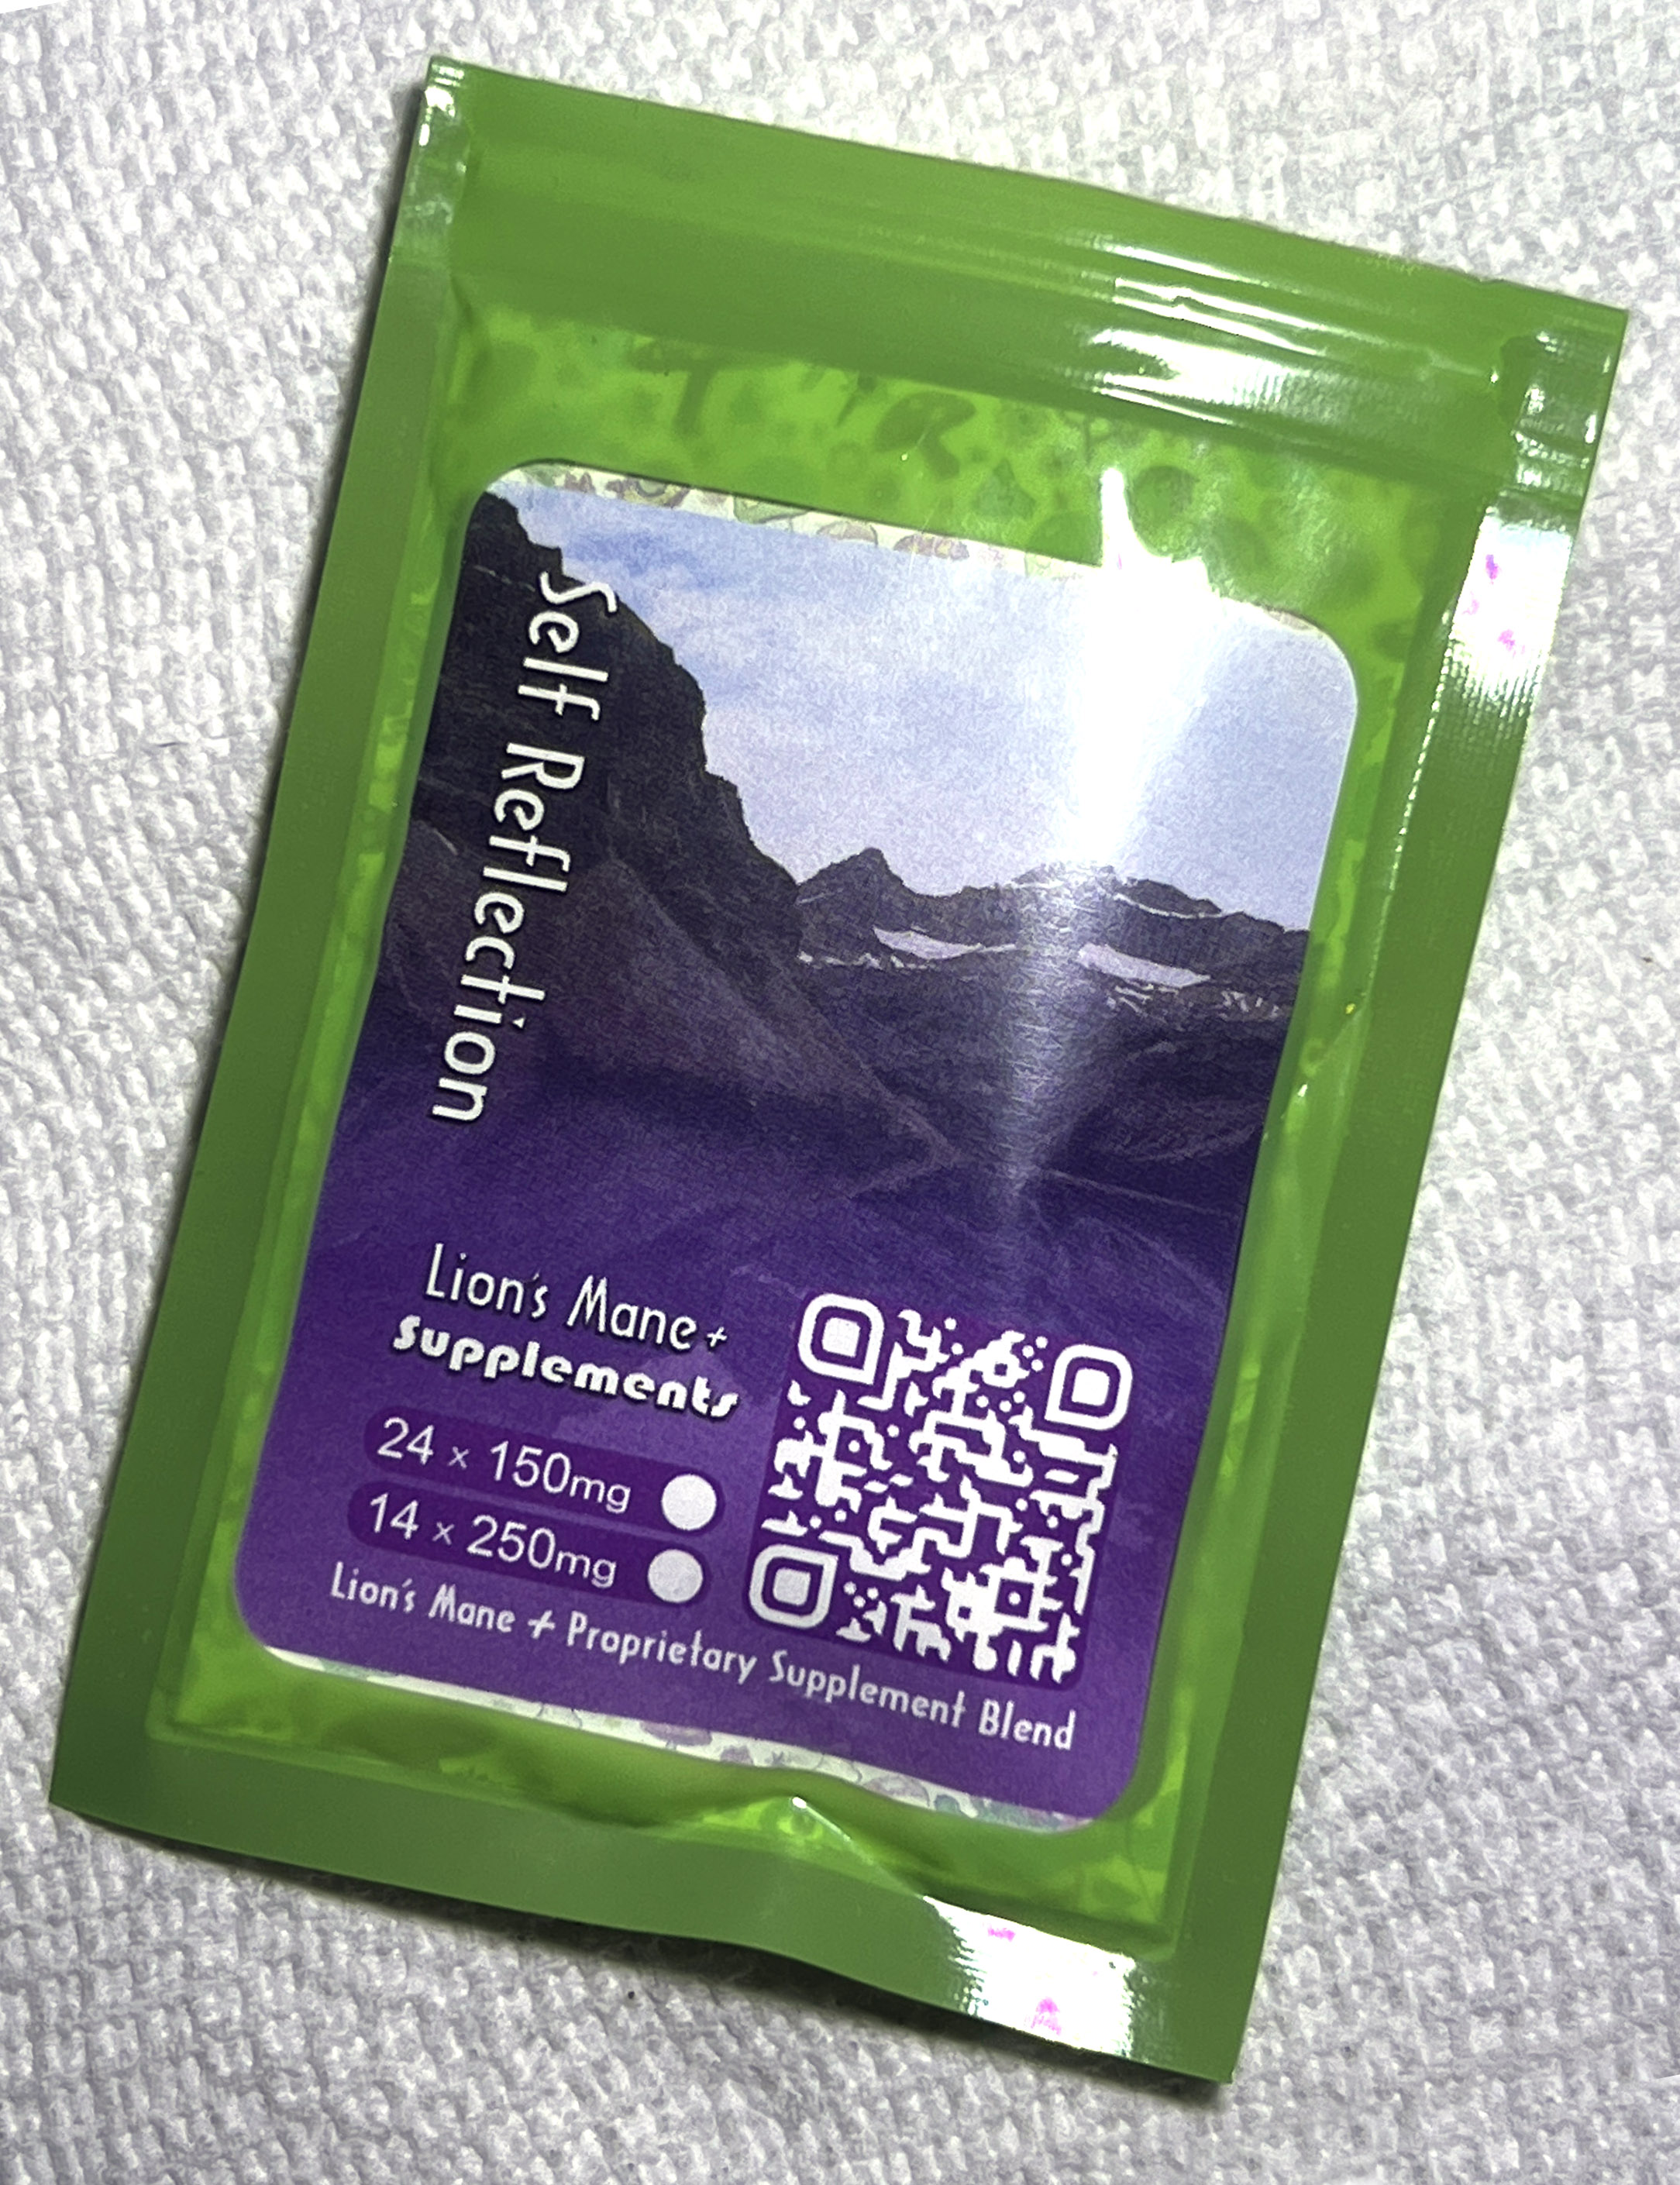 Self Reflection
Lion's Mane +
Supplements
24 x 150mg
14 x 250mg
Lion's Mane + Proprietary Supplement Blend